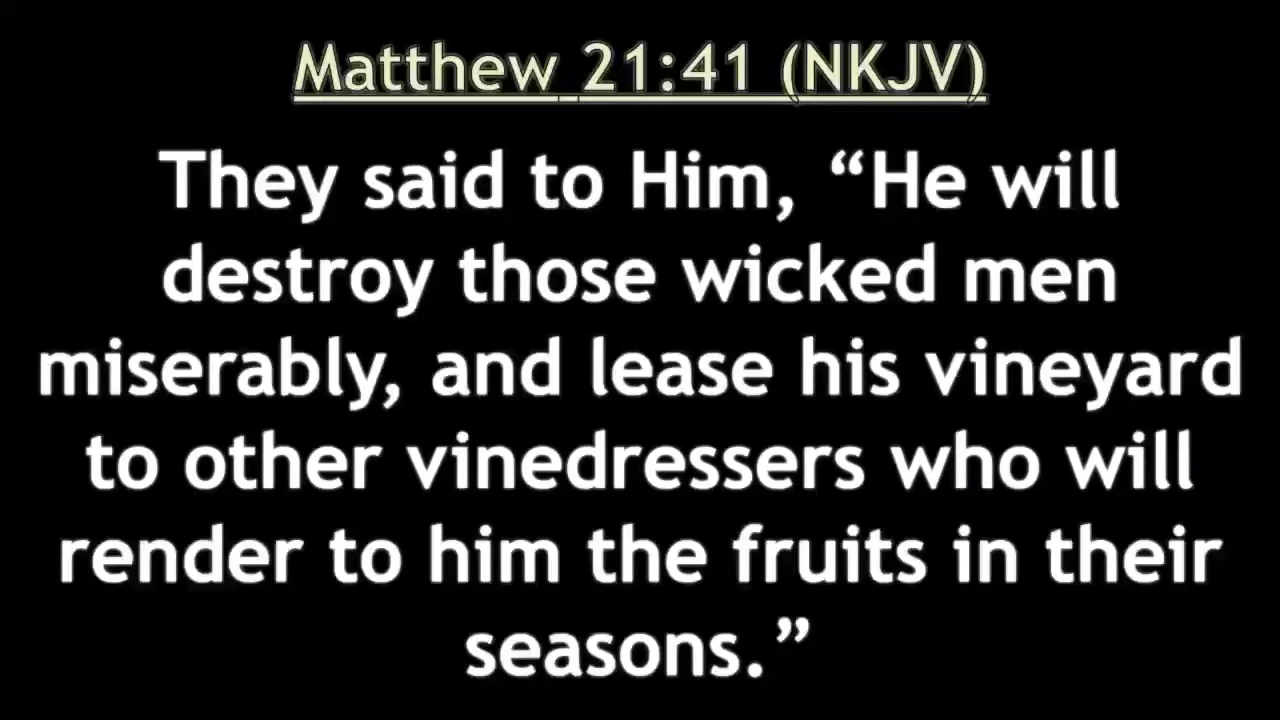 Matthew 21:41 (NKJV)
They said to Him, “He will
destroy those wicked men
miserably, and lease his vineyard
to other vinedressers who will
render to him the fruits in their
seasons.”